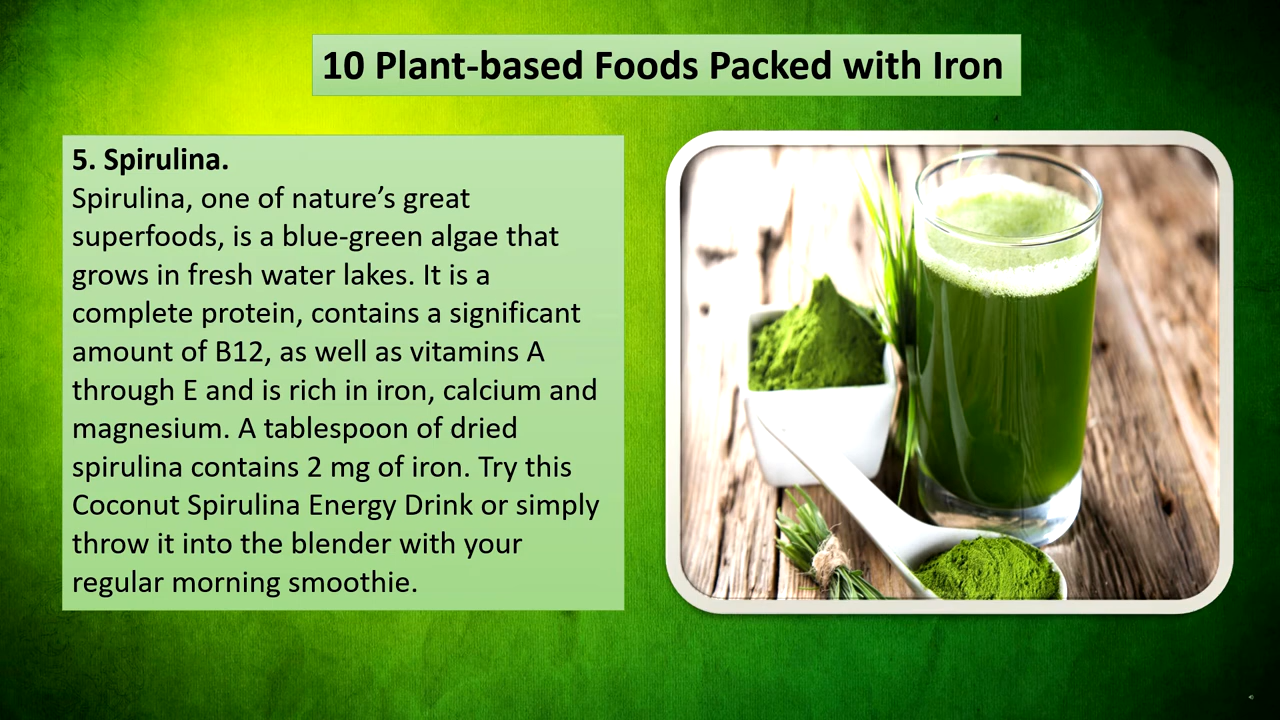 10 Plant-based Foods Packed with Iron
5. Spirulina.
Spirulina, one of nature’s great
superfoods, is a blue-green algae that
grows in fresh water lakes. It is a
complete protein, contains a significant
amount of B12, as well as vitamins A
through E and is rich in iron, calcium and
magnesium. A tablespoon of dried
spirulina contains 2 mg of iron. Try this
Coconut Spirulina Energy Drink or simply
throw it into the blender with your
regular morning smoothie.